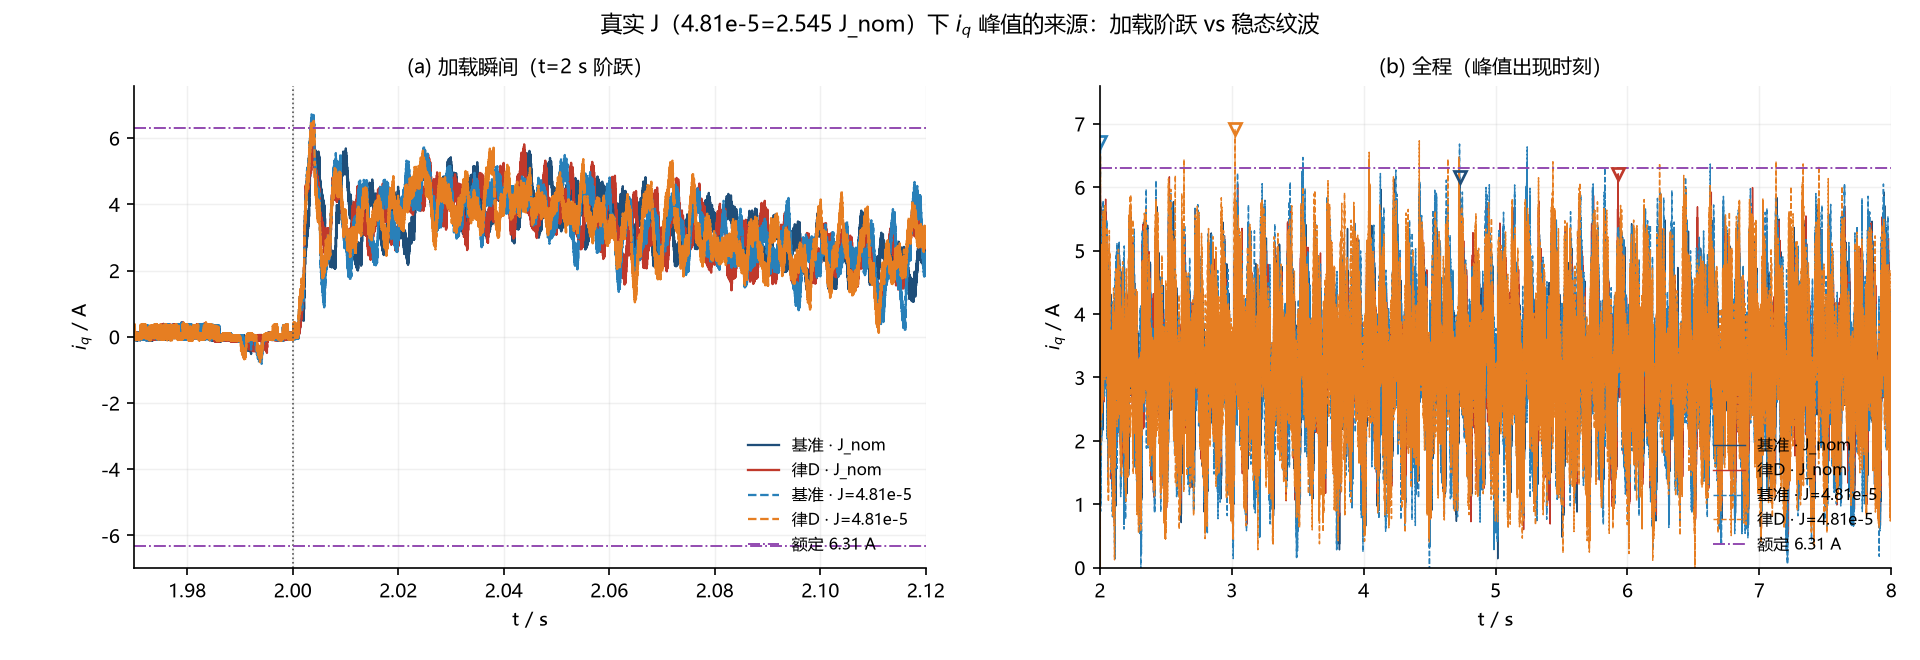 真实 J（4.81e-5=2.545 J_nom）下 i_q 峰值的来源：加载阶跃 vs 稳态纹波
(a) 加载瞬间（t=2 s 阶跃）
i_q / A
6
4
2
0
-2
-4
-6
1.98
2.00
2.02
2.04
2.06
2.08
2.10
2.12
t / s
基准 · J_nom
律D · J_nom
基准 · J=4.81e-5
律D · J=4.81e-5
额定 6.31 A
(b) 全程（峰值出现时刻）
i_q / A
7
6
5
4
3
2
1
0
2
3
4
5
6
7
8
t / s
基准 · J_nom
律D · J_nom
基准 · J=4.81e-5
律D · J=4.81e-5
额定 6.31 A